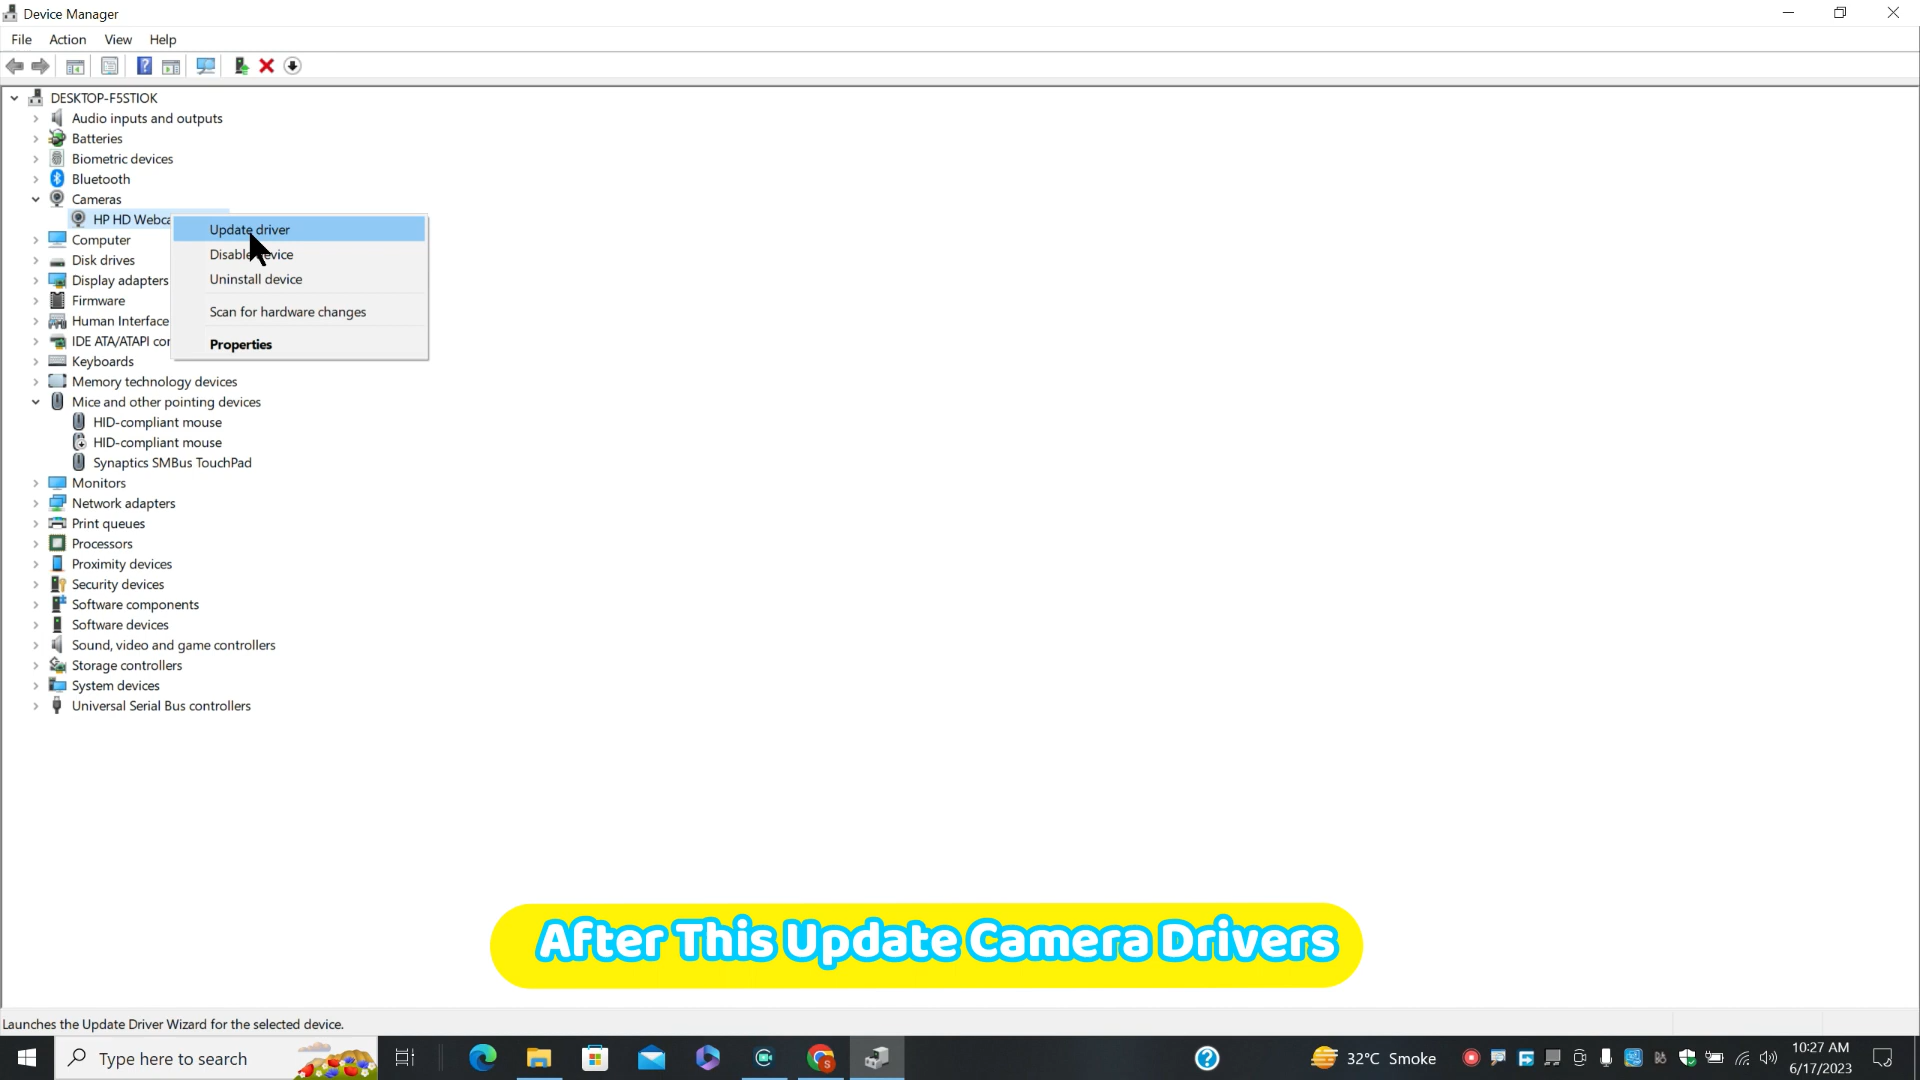 Device Manager
File Action View Help
DESKTOP-F5STIOK
Audio inputs and outputs
Batteries
Biometric devices
Bluetooth
Cameras
HP HD Webca
Update driver
Disable device
Uninstall device
Scan for hardware changes
Properties
Computer
Disk drives
Display adapters
Firmware
Human Interface
IDE ATA/ATAPI cor
Keyboards
Memory technology devices
Mice and other pointing devices
HID-compliant mouse
HID-compliant mouse
Synaptics SMBus TouchPad
Monitors
Network adapters
Print queues
Processors
Proximity devices
Security devices
Software components
Software devices
Sound, video and game controllers
Storage controllers
System devices
Universal Serial Bus controllers
After This Update Camera Drivers
Launches the Update Driver Wizard for the selected device.
Type here to search
32°C Smoke
10:27 AM
6/17/2023